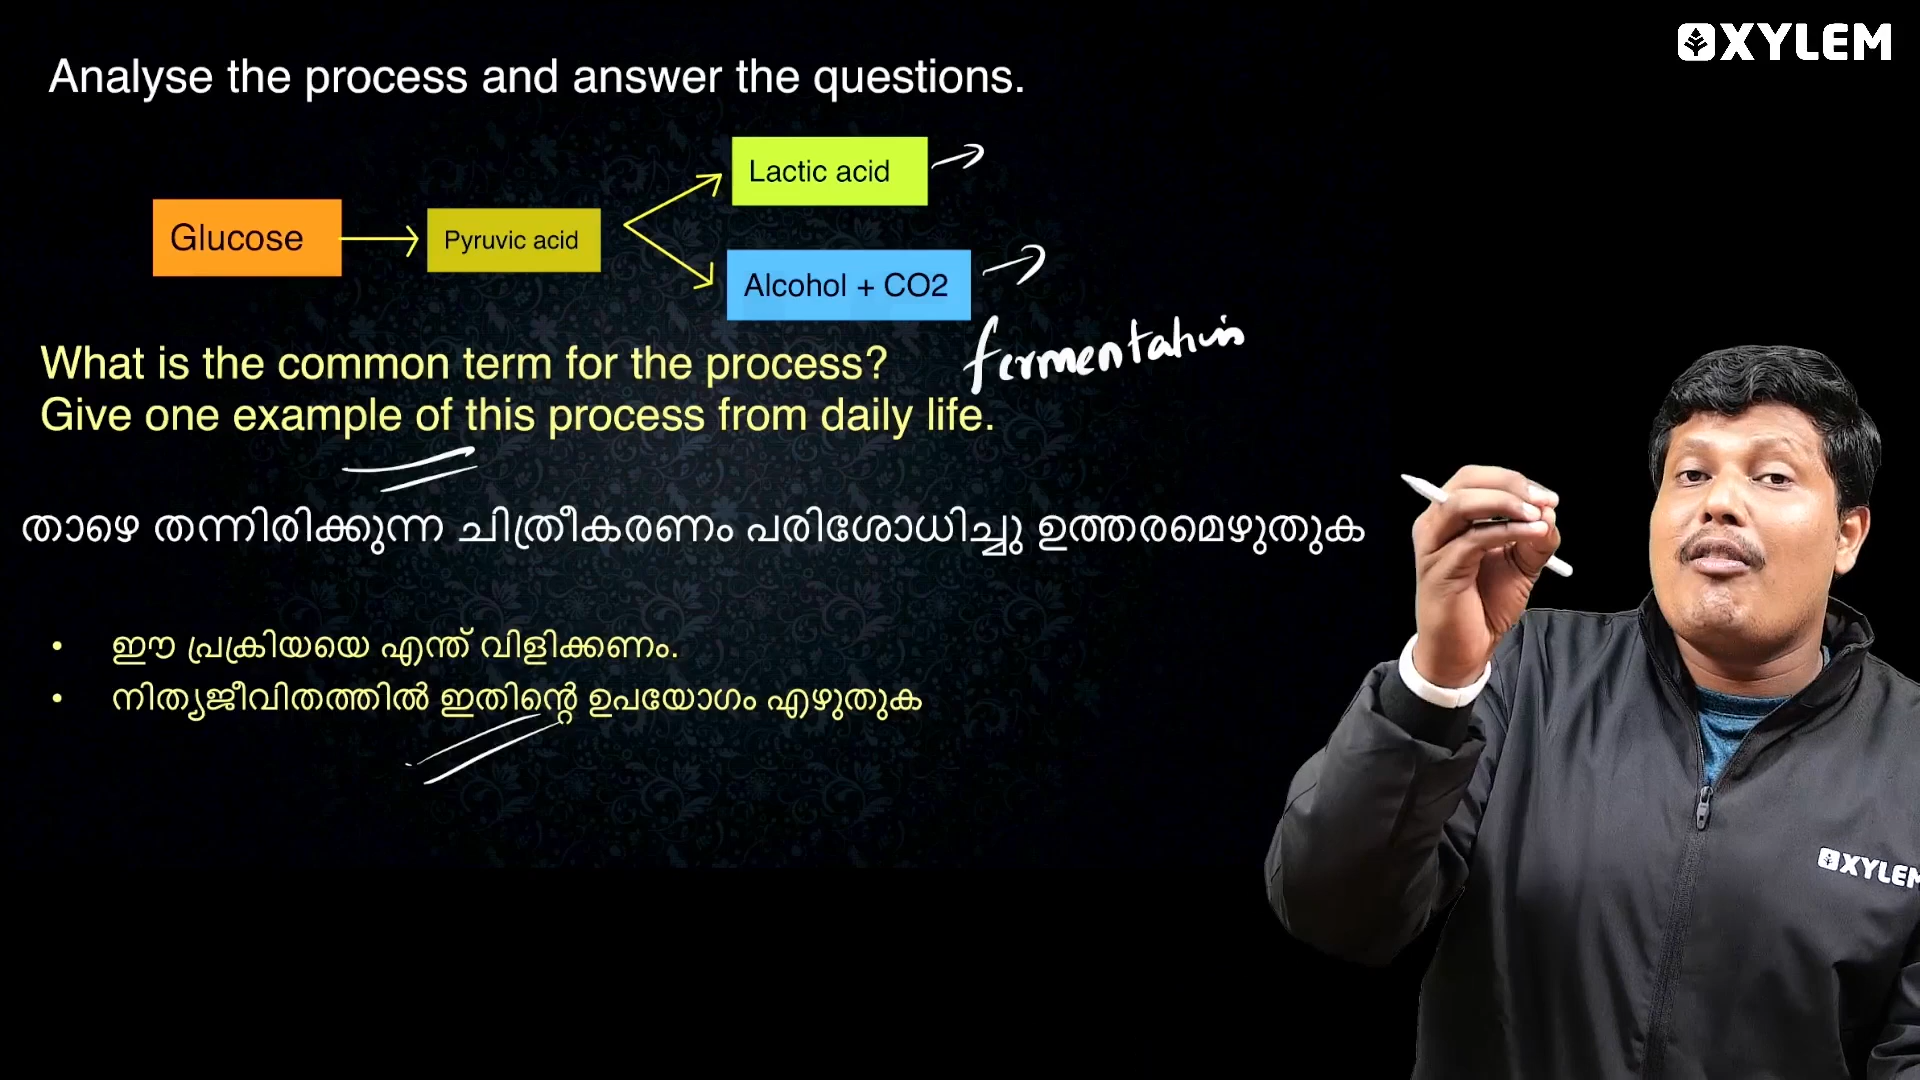 XYLEM
Analyse the process and answer the questions.
Lactic acid
Glucose
Pyruvic acid
Alcohol + CO2
fermentation
What is the common term for the process?
Give one example of this process from daily life.
താഴെ തന്നിരിക്കുന്ന ചിത്രീകരണം പരിശോധിച്ചു ഉത്തരമെഴുതുക
• ഈ പ്രക്രിയയെ എന്ത് വിളിക്കണം.
• നിത്യജീവിതത്തിൽ ഇതിന്റെ ഉപയോഗം എഴുതുക
XYLEM